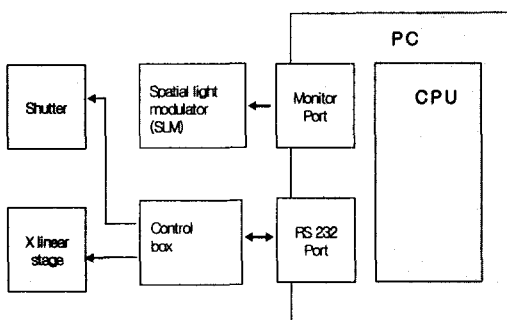 PC
CPU
Shutter
Spatial light
modulator
(SLM)
Monitor
Port
X linear
stage
Control
box
RS 232
Port